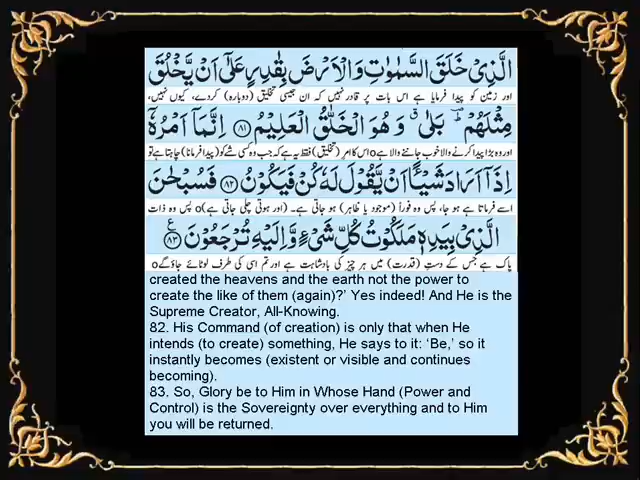 الَّذِیْ خَلَقَ السَّمٰوٰتِ وَالْاَرْضَ بِقٰدِرٍ عَلٰۤی اَنْ یَّخْلُقَ
اور زمین کو پیدا فرمایا ہے اس بات پر قادر نہیں کہ ان جیسی تخلیق (دوبارہ) کردے، کیوں نہیں،
مِثْلَهُمْ ؕ بَلٰی ۗ وَ هُوَ الْخَلّٰقُ الْعَلِیْمُ ﴿۸۱﴾ اِنَّمَاۤ اَمْرُهٗۤ
اور وہ بڑا پیدا کرنے والا خوب جاننے والا ہے o اس کا امرِ (تخلیق) فقط یہ ہے کہ جب وہ کسی شے کو (پیدا فرمانا) چاہتا ہے تو
اِذَاۤ اَرَادَ شَیْـًٔا اَنْ یَّقُوْلَ لَهٗ كُنْ فَیَكُوْنُ ﴿۸۲﴾ فَسُبْحٰنَ
اسے فرماتا ہے ہو جا، پس وہ فوراً (موجود یا ظاہر) ہو جاتی ہے۔ (اور ہوتی چلی جاتی ہے) o پس وہ ذات
الَّذِیْ بِیَدِهٖ مَلَكُوْتُ كُلِّ شَیْءٍ وَّ اِلَیْهِ تُرْجَعُوْنَ ﴿۸۳﴾ ع
پاک ہے جس کے دستِ (قدرت) میں ہر چیز کی بادشاہت ہے اور تم اسی کی طرف لوٹائے جاؤ گے o
created the heavens and the earth not the power to
create the like of them (again)?’ Yes indeed! And He is the
Supreme Creator, All-Knowing.
82. His Command (of creation) is only that when He
intends (to create) something, He says to it: ‘Be,’ so it
instantly becomes (existent or visible and continues
becoming).
83. So, Glory be to Him in Whose Hand (Power and
Control) is the Sovereignty over everything and to Him
you will be returned.